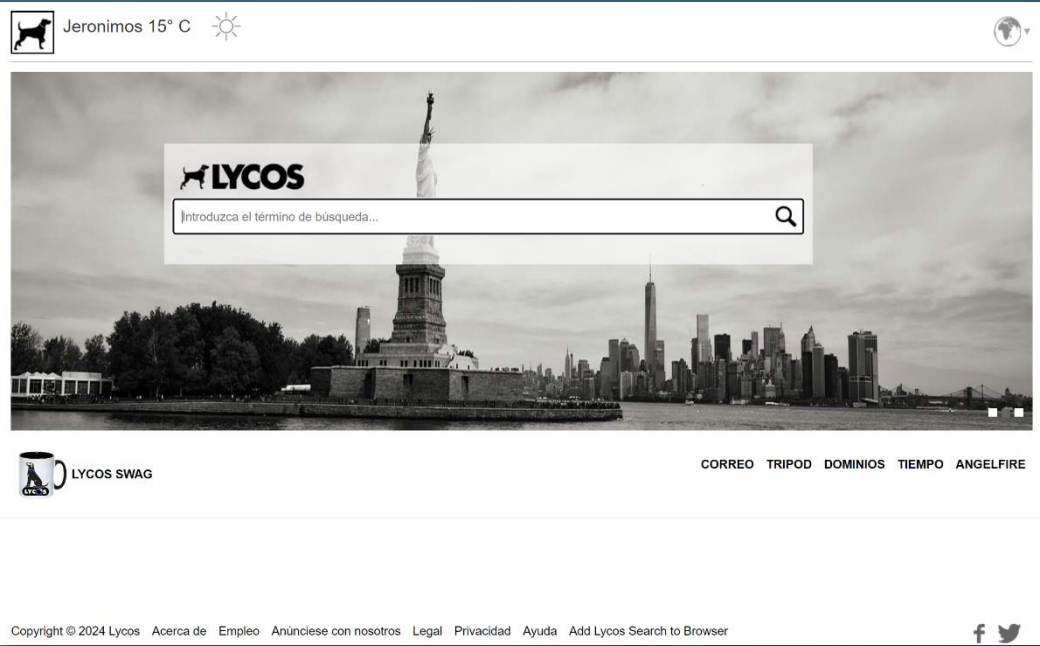 Jeronimos 15° C
LYCOS
Introduzca el término de búsqueda...
LYCOS
LYCOS SWAG
CORREO TRIPOD DOMINIOS TIEMPO ANGELFIRE
Copyright © 2024 Lycos Acerca de Empleo Anúnciese con nosotros Legal Privacidad Ayuda Add Lycos Search to Browser